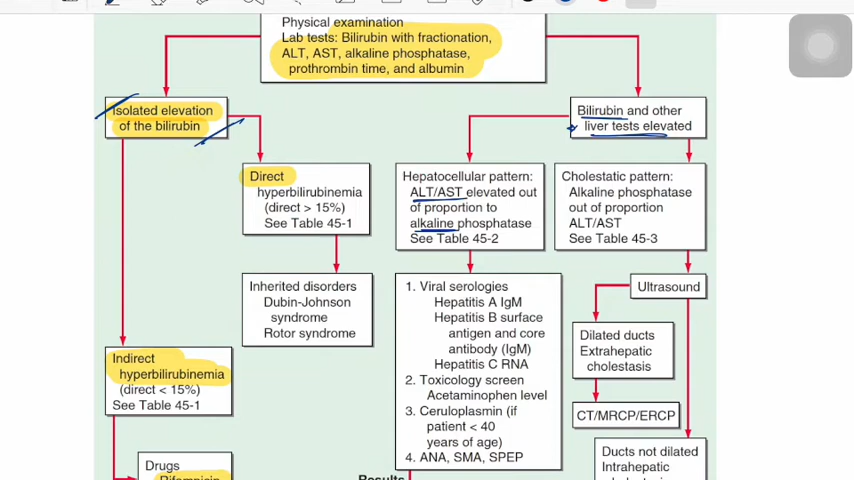 Physical examination
Lab tests: Bilirubin with fractionation,
ALT, AST, alkaline phosphatase,
prothrombin time, and albumin
Isolated elevation
of the bilirubin
Bilirubin and other
liver tests elevated
Direct
hyperbilirubinemia
(direct > 15%)
See Table 45-1
Hepatocellular pattern:
ALT/AST elevated out
of proportion to
alkaline phosphatase
See Table 45-2
Cholestatic pattern:
Alkaline phosphatase
out of proportion
ALT/AST
See Table 45-3
Inherited disorders
Dubin-Johnson
syndrome
Rotor syndrome
1. Viral serologies
Hepatitis A IgM
Hepatitis B surface
antigen and core
antibody (IgM)
Hepatitis C RNA
2. Toxicology screen
Acetaminophen level
3. Ceruloplasmin (if
patient < 40
years of age)
4. ANA, SMA, SPEP
Ultrasound
Dilated ducts
Extrahepatic
cholestasis
CT/MRCP/ERCP
Ducts not dilated
Intrahepatic
Indirect
hyperbilirubinemia
(direct < 15%)
See Table 45-1
Drugs
Rifampicin
Results